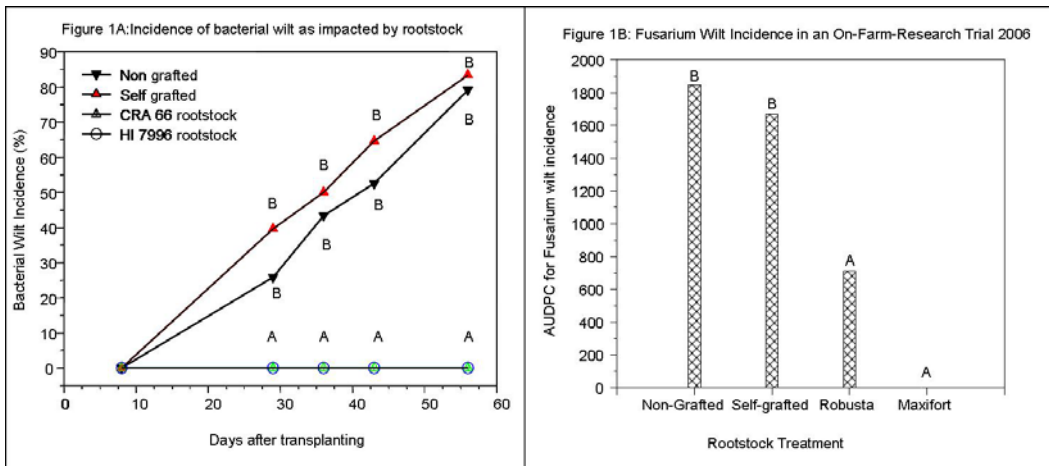 Figure 1A:Incidence of bacterial wilt as impacted by rootstock
90
80
70
60
50
40
30
20
10
0
Bacterial Wilt Incidence (%)
Non grafted
Self grafted
CRA 66 rootstock
HI 7996 rootstock
B
B
B
B
B
B
B
B
A
A
A
A
0
10
20
30
40
50
60
Days after transplanting
Figure 1B: Fusarium Wilt Incidence in an On-Farm-Research Trial 2006
2000
1800
1600
1400
1200
1000
800
600
400
200
0
AUDPC for Fusarium wilt incidence
B
B
A
A
Non-Grafted
Self-grafted
Robusta
Maxifort
Rootstock Treatment